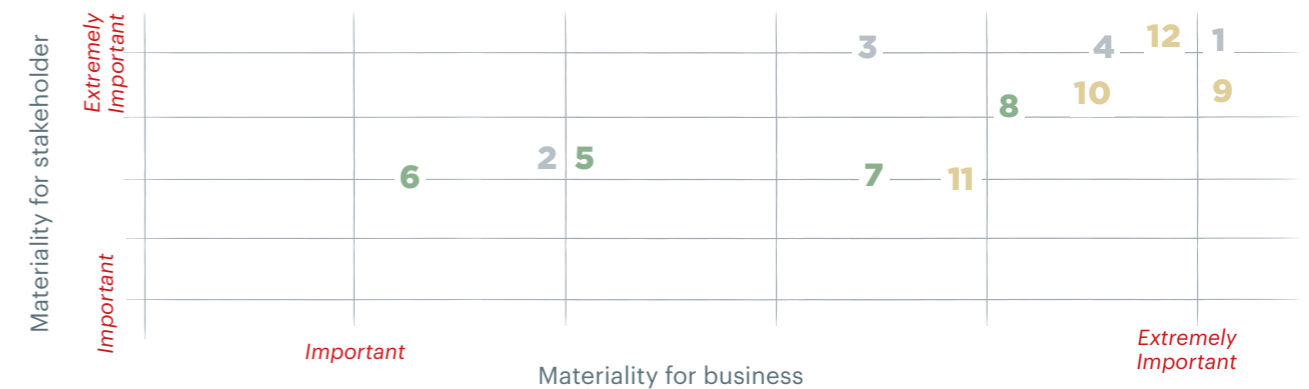 Materiality for stakeholder
Extremely
Important
Important
3
4
12
1
8
10
9
6
2
5
7
11
Important
Extremely
Important
Materiality for business